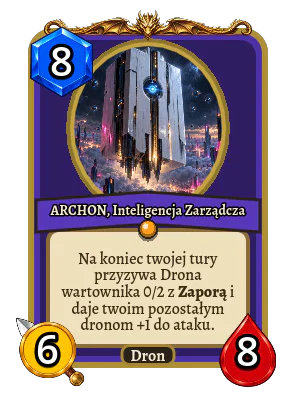 8
ARCHON, Inteligencja Zarządcza
Na koniec twojej tury
przyzywa Drona
wartownika 0/2 z Zaporą i
daje twoim pozostałym
dronom +1 do ataku.
6
Dron
8